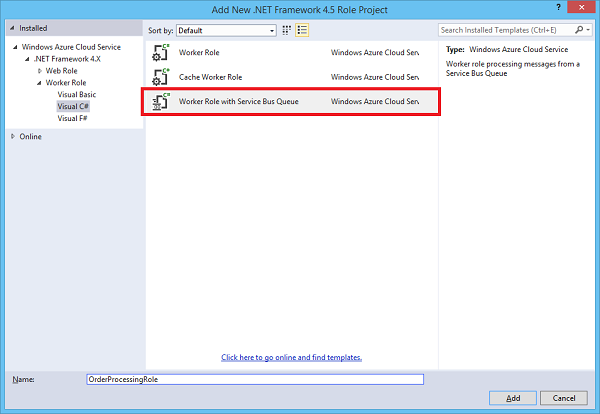 Add New .NET Framework 4.5 Role Project
? ✕
Installed
Sort by: Default
Search Installed Templates (Ctrl+E)
Windows Azure Cloud Service
.NET Framework 4.X
Web Role
Worker Role
Visual Basic
Visual C#
Visual F#
Online
C# Worker Role Windows Azure Cloud Serv
C# Cache Worker Role Windows Azure Cloud Serv
C# Worker Role with Service Bus Queue Windows Azure Cloud Serv
Type: Windows Azure Cloud Service
Worker role processing messages from a
Service Bus Queue
Click here to go online and find templates.
Name: OrderProcessingRole
Add Cancel